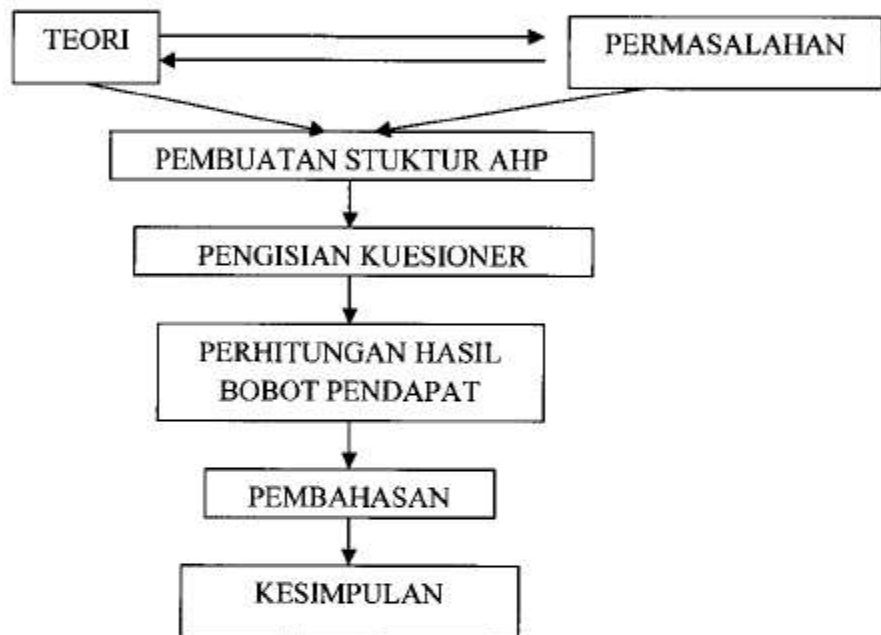 TEORI
PERMASALAHAN
PEMBUATAN STUKTUR AHP
PENGISIAN KUESIONER
PERHITUNGAN HASIL
BOBOT PENDAPAT
PEMBAHASAN
KESIMPULAN